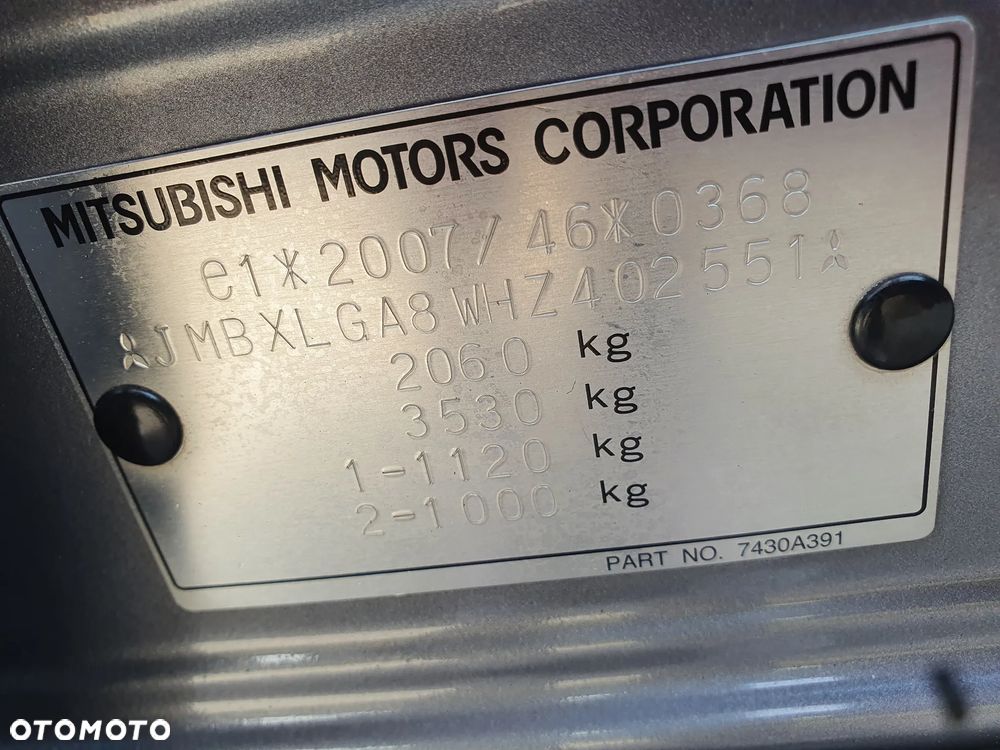 MITSUBISHI MOTORS CORPORATION
e1*2007/46*0368
JMBXLGA8WHZ402551
2060 kg
3530 kg
1-1120 kg
2-1000 kg
PART NO. 7430A391
OTOMOTO